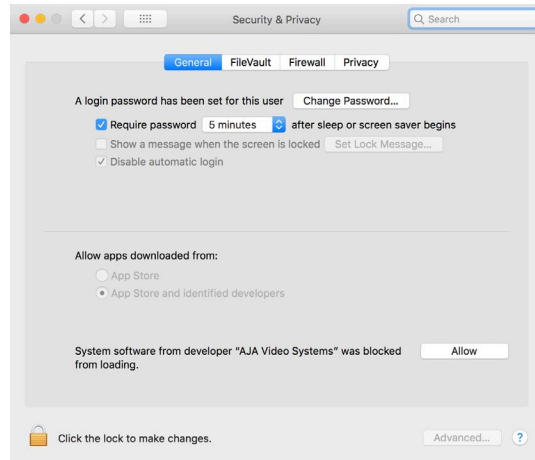 Security & Privacy
Search
General FileVault Firewall Privacy
A login password has been set for this user Change Password...
Require password 5 minutes after sleep or screen saver begins
Show a message when the screen is locked Set Lock Message...
Disable automatic login
Allow apps downloaded from:
App Store
App Store and identified developers
System software from developer “AJA Video Systems” was blocked Allow
from loading.
Click the lock to make changes.
Advanced... ?